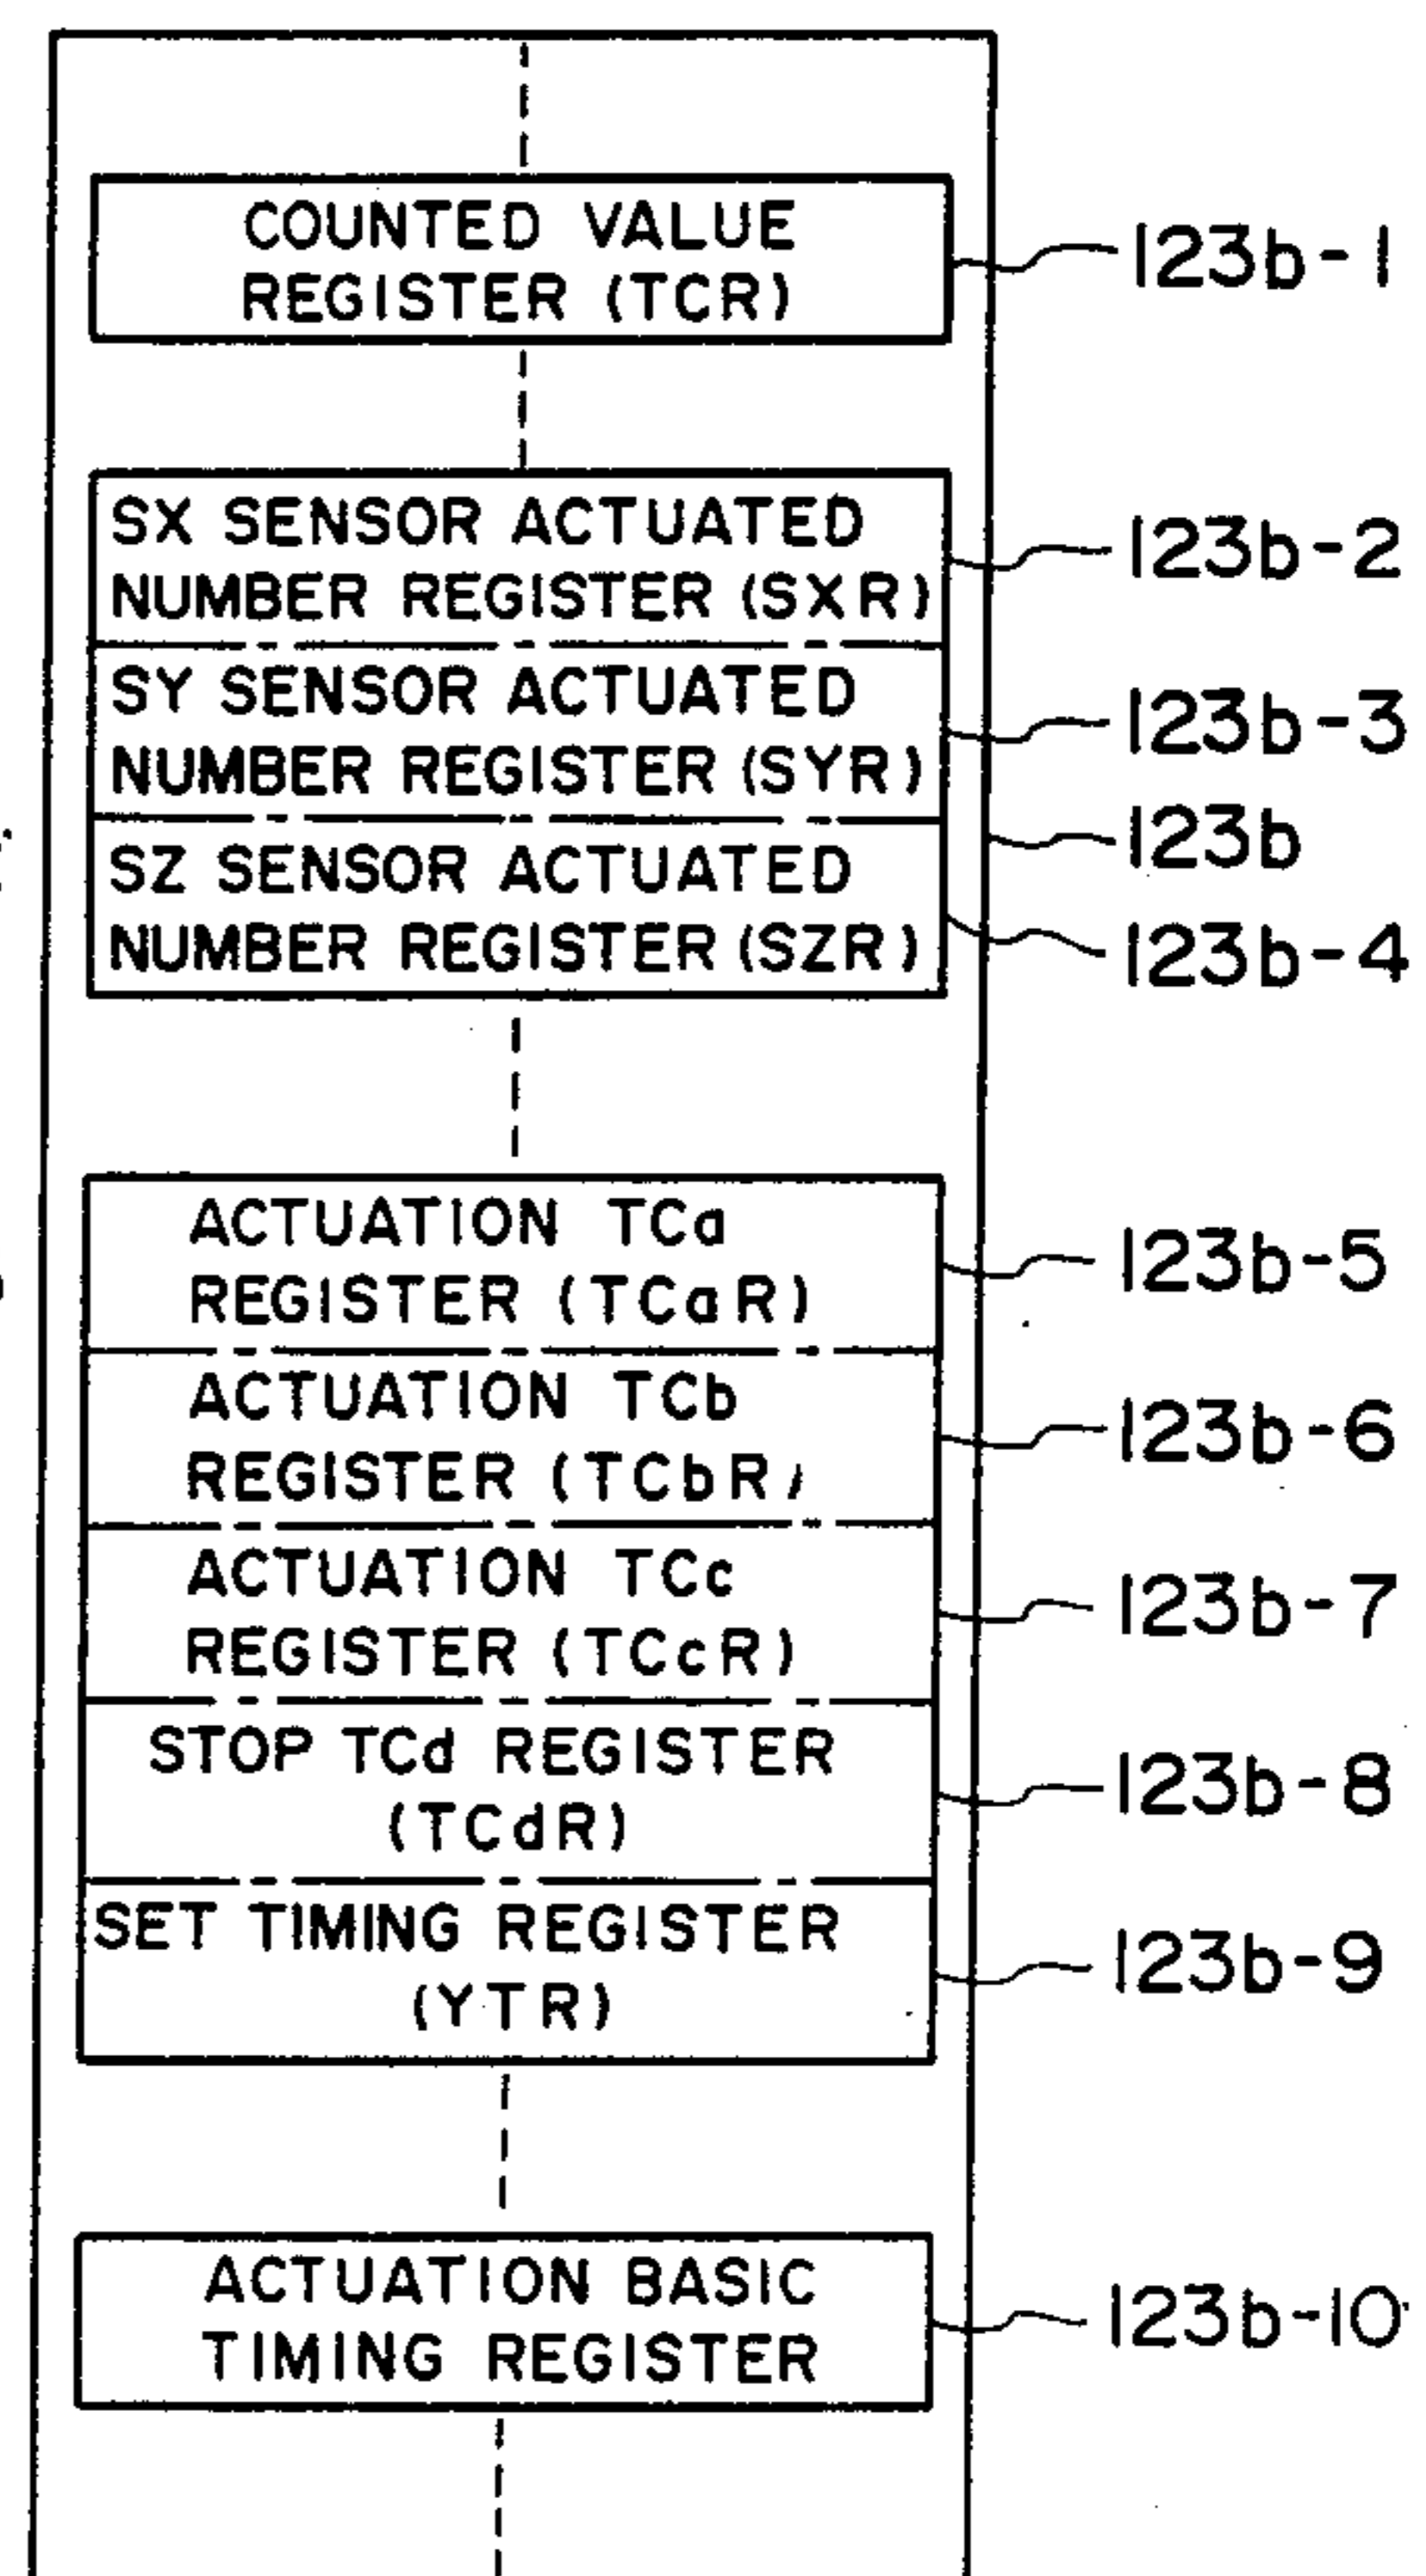 COUNTED VALUE
REGISTER (TCR)
123b-1
SX SENSOR ACTUATED
NUMBER REGISTER (SXR)
123b-2
SY SENSOR ACTUATED
NUMBER REGISTER (SYR)
123b-3
123b
SZ SENSOR ACTUATED
NUMBER REGISTER (SZR)
123b-4
ACTUATION TCa
REGISTER (TCaR)
123b-5
ACTUATION TCb
REGISTER (TCbR)
123b-6
ACTUATION TCc
REGISTER (TCcR)
123b-7
STOP TCd REGISTER
(TCdR)
123b-8
SET TIMING REGISTER
(YTR)
123b-9
ACTUATION BASIC
TIMING REGISTER
123b-10